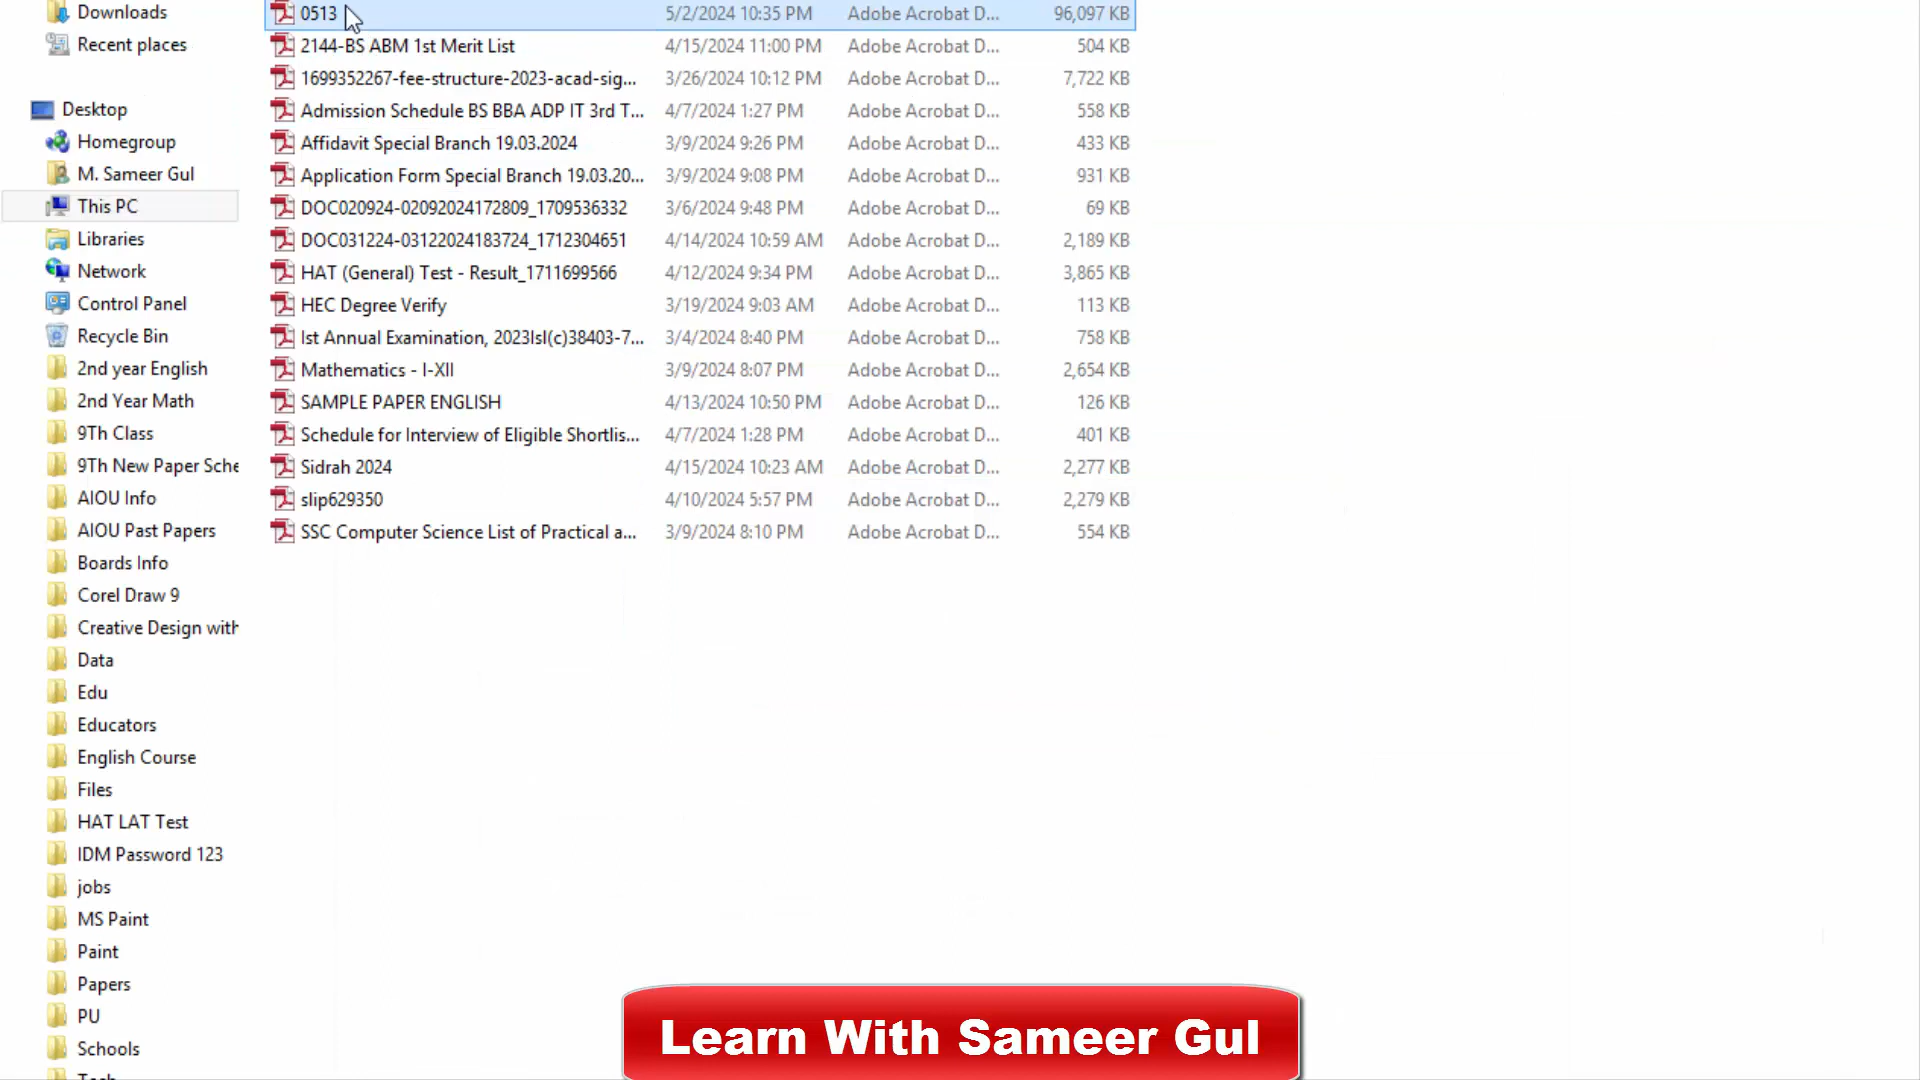 Downloads
Recent places
Desktop
Homegroup
M. Sameer Gul
This PC
Libraries
Network
Control Panel
Recycle Bin
2nd year English
2nd Year Math
9Th Class
9Th New Paper Sche
AIOU Info
AIOU Past Papers
Boards Info
Corel Draw 9
Creative Design with
Data
Edu
Educators
English Course
Files
HAT LAT Test
IDM Password 123
jobs
MS Paint
Paint
Papers
PU
Schools
0513 5/2/2024 10:35 PM Adobe Acrobat D... 96,097 KB
2144-BS ABM 1st Merit List 4/15/2024 11:00 PM Adobe Acrobat D... 504 KB
1699352267-fee-structure-2023-acad-sig... 3/26/2024 10:12 PM Adobe Acrobat D... 7,722 KB
Admission Schedule BS BBA ADP IT 3rd T... 4/7/2024 1:27 PM Adobe Acrobat D... 558 KB
Affidavit Special Branch 19.03.2024 3/9/2024 9:26 PM Adobe Acrobat D... 433 KB
Application Form Special Branch 19.03.20... 3/9/2024 9:08 PM Adobe Acrobat D... 931 KB
DOC020924-02092024172809_1709536332 3/6/2024 9:48 PM Adobe Acrobat D... 69 KB
DOC031224-03122024183724_1712304651 4/14/2024 10:59 AM Adobe Acrobat D... 2,189 KB
HAT (General) Test - Result_1711699566 4/12/2024 9:34 PM Adobe Acrobat D... 3,865 KB
HEC Degree Verify 3/19/2024 9:03 AM Adobe Acrobat D... 113 KB
Ist Annual Examination, 2023IsI(c)38403-7... 3/4/2024 8:40 PM Adobe Acrobat D... 758 KB
Mathematics - I-XII 3/9/2024 8:07 PM Adobe Acrobat D... 2,654 KB
SAMPLE PAPER ENGLISH 4/13/2024 10:50 PM Adobe Acrobat D... 126 KB
Schedule for Interview of Eligible Shortlis... 4/7/2024 1:28 PM Adobe Acrobat D... 401 KB
Sidrah 2024 4/15/2024 10:23 AM Adobe Acrobat D... 2,277 KB
slip629350 4/10/2024 5:57 PM Adobe Acrobat D... 2,279 KB
SSC Computer Science List of Practical a... 3/9/2024 8:10 PM Adobe Acrobat D... 554 KB
Learn With Sameer Gul